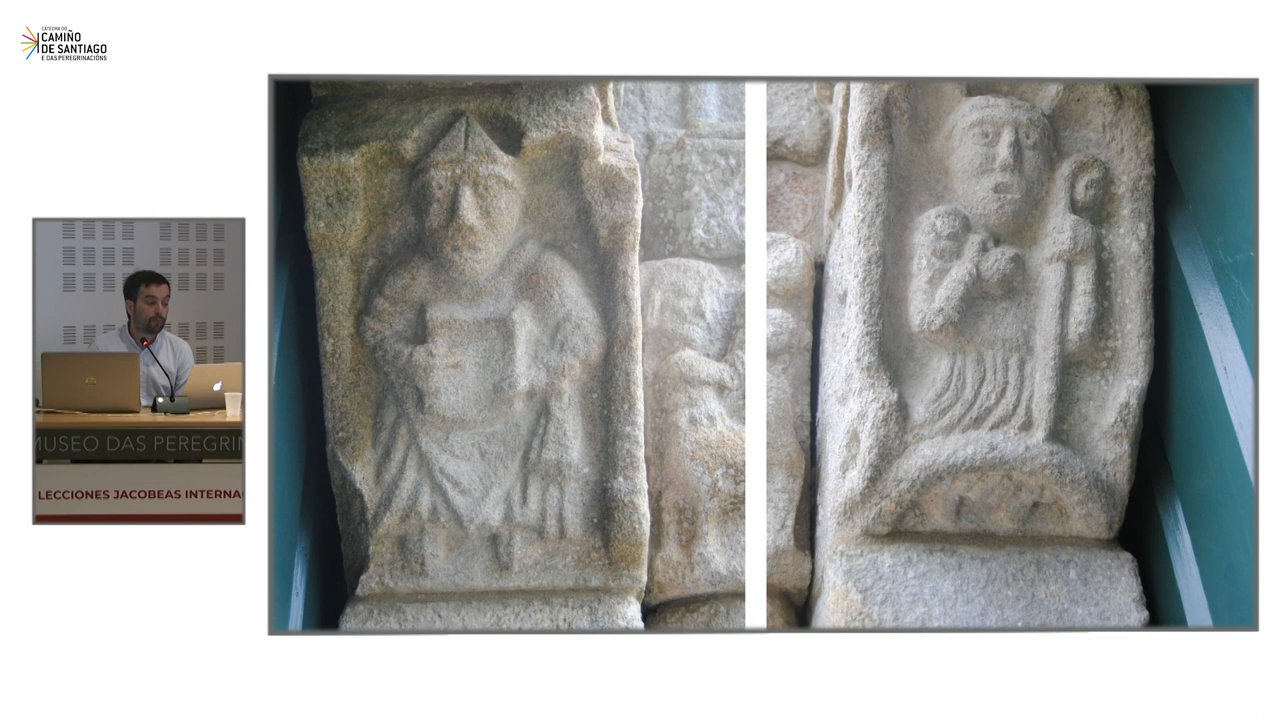 CÁTEDRA DO
CAMIÑO
DE SANTIAGO
E DAS PEREGRINACIÓNS
MUSEO DAS PEREGRIN
LECCIONES JACOBEAS INTERNA